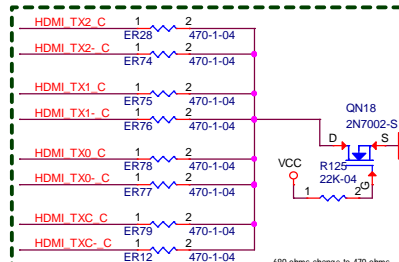 HDMI_TX2_C 1 2
ER28 470-1-04
HDMI_TX2-_C 1 2
ER74 470-1-04
HDMI_TX1_C 1 2
ER75 470-1-04
HDMI_TX1-_C 1 2
ER76 470-1-04
HDMI_TX0_C 1 2
ER78 470-1-04
HDMI_TX0-_C 1 2
ER77 470-1-04
HDMI_TXC_C 1 2
ER79 470-1-04
HDMI_TXC-_C 1 2
ER12 470-1-04
QN18
2N7002-S
D S
G
VCC
R125
22K-04
1 2